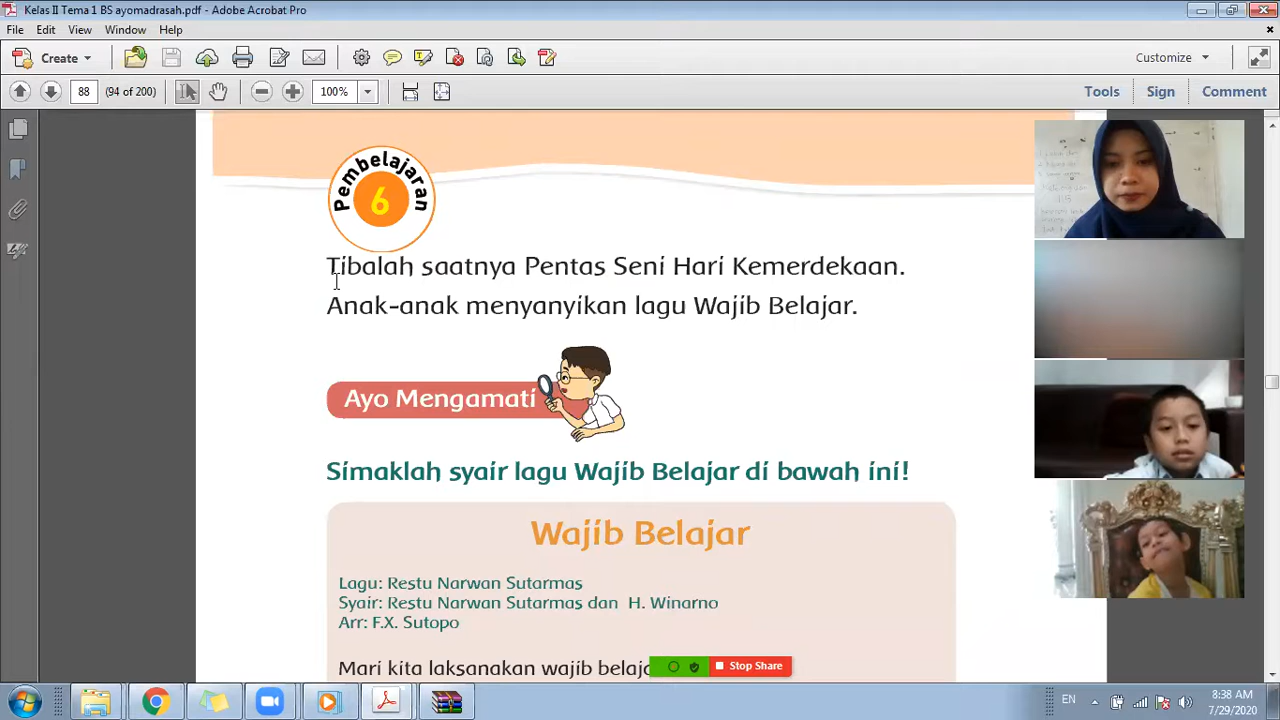 Kelas II Tema 1 BS ayomadrasah.pdf - Adobe Acrobat Pro
File Edit View Window Help
Create Customize
88 (94 of 200) 100% Tools Sign Comment
Pembelajaran
6
Tibalah saatnya Pentas Seni Hari Kemerdekaan.
Anak-anak menyanyikan lagu Wajib Belajar.
Ayo Mengamati
Simaklah syair lagu Wajib Belajar di bawah ini!
Wajib Belajar
Lagu: Restu Narwan Sutarmas
Syair: Restu Narwan Sutarmas dan H. Winarno
Arr: F.X. Sutopo
Mari kita laksanakan wajib
Stop Share
EN 8:38 AM
7/29/2020